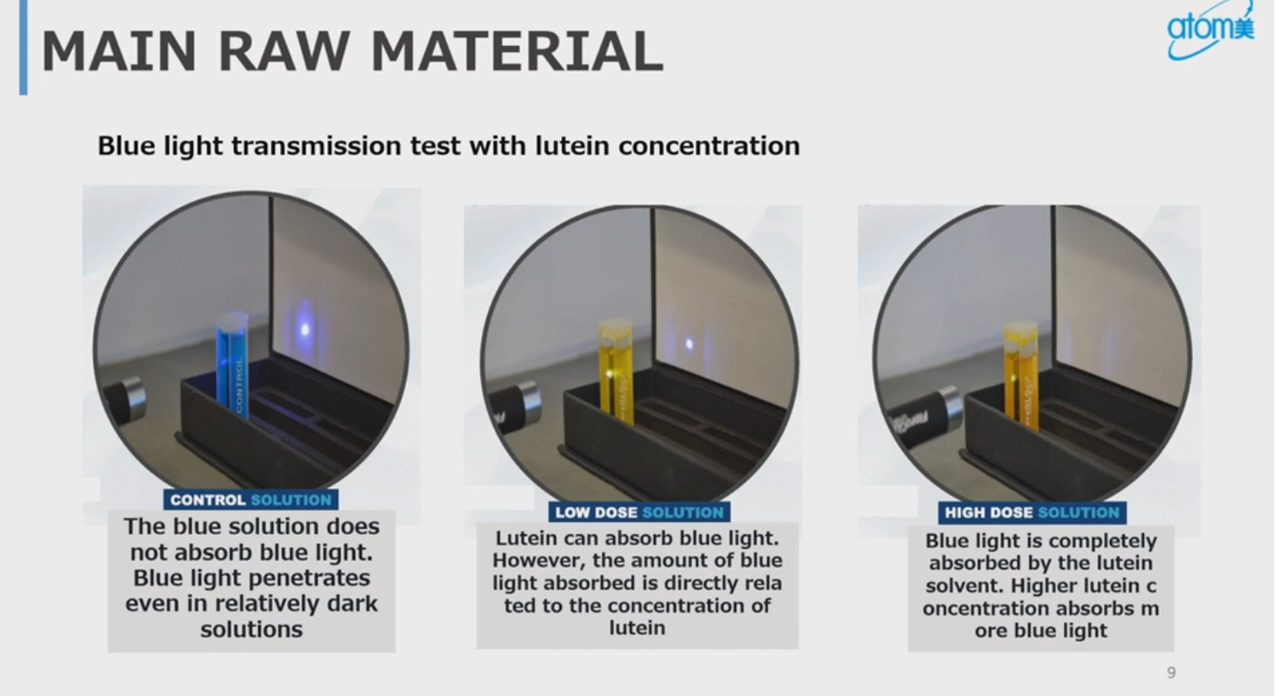 MAIN RAW MATERIAL
atom美
Blue light transmission test with lutein concentration
CONTROL
CONTROL SOLUTION
The blue solution does
not absorb blue light.
Blue light penetrates
even in relatively dark
solutions
LOW DOSE SOLUTION
Lutein can absorb blue light.
However, the amount of blue
light absorbed is directly rela
ted to the concentration of
lutein
HIGH DOSE SOLUTION
Blue light is completely
absorbed by the lutein
solvent. Higher lutein c
oncentration absorbs m
ore blue light
9